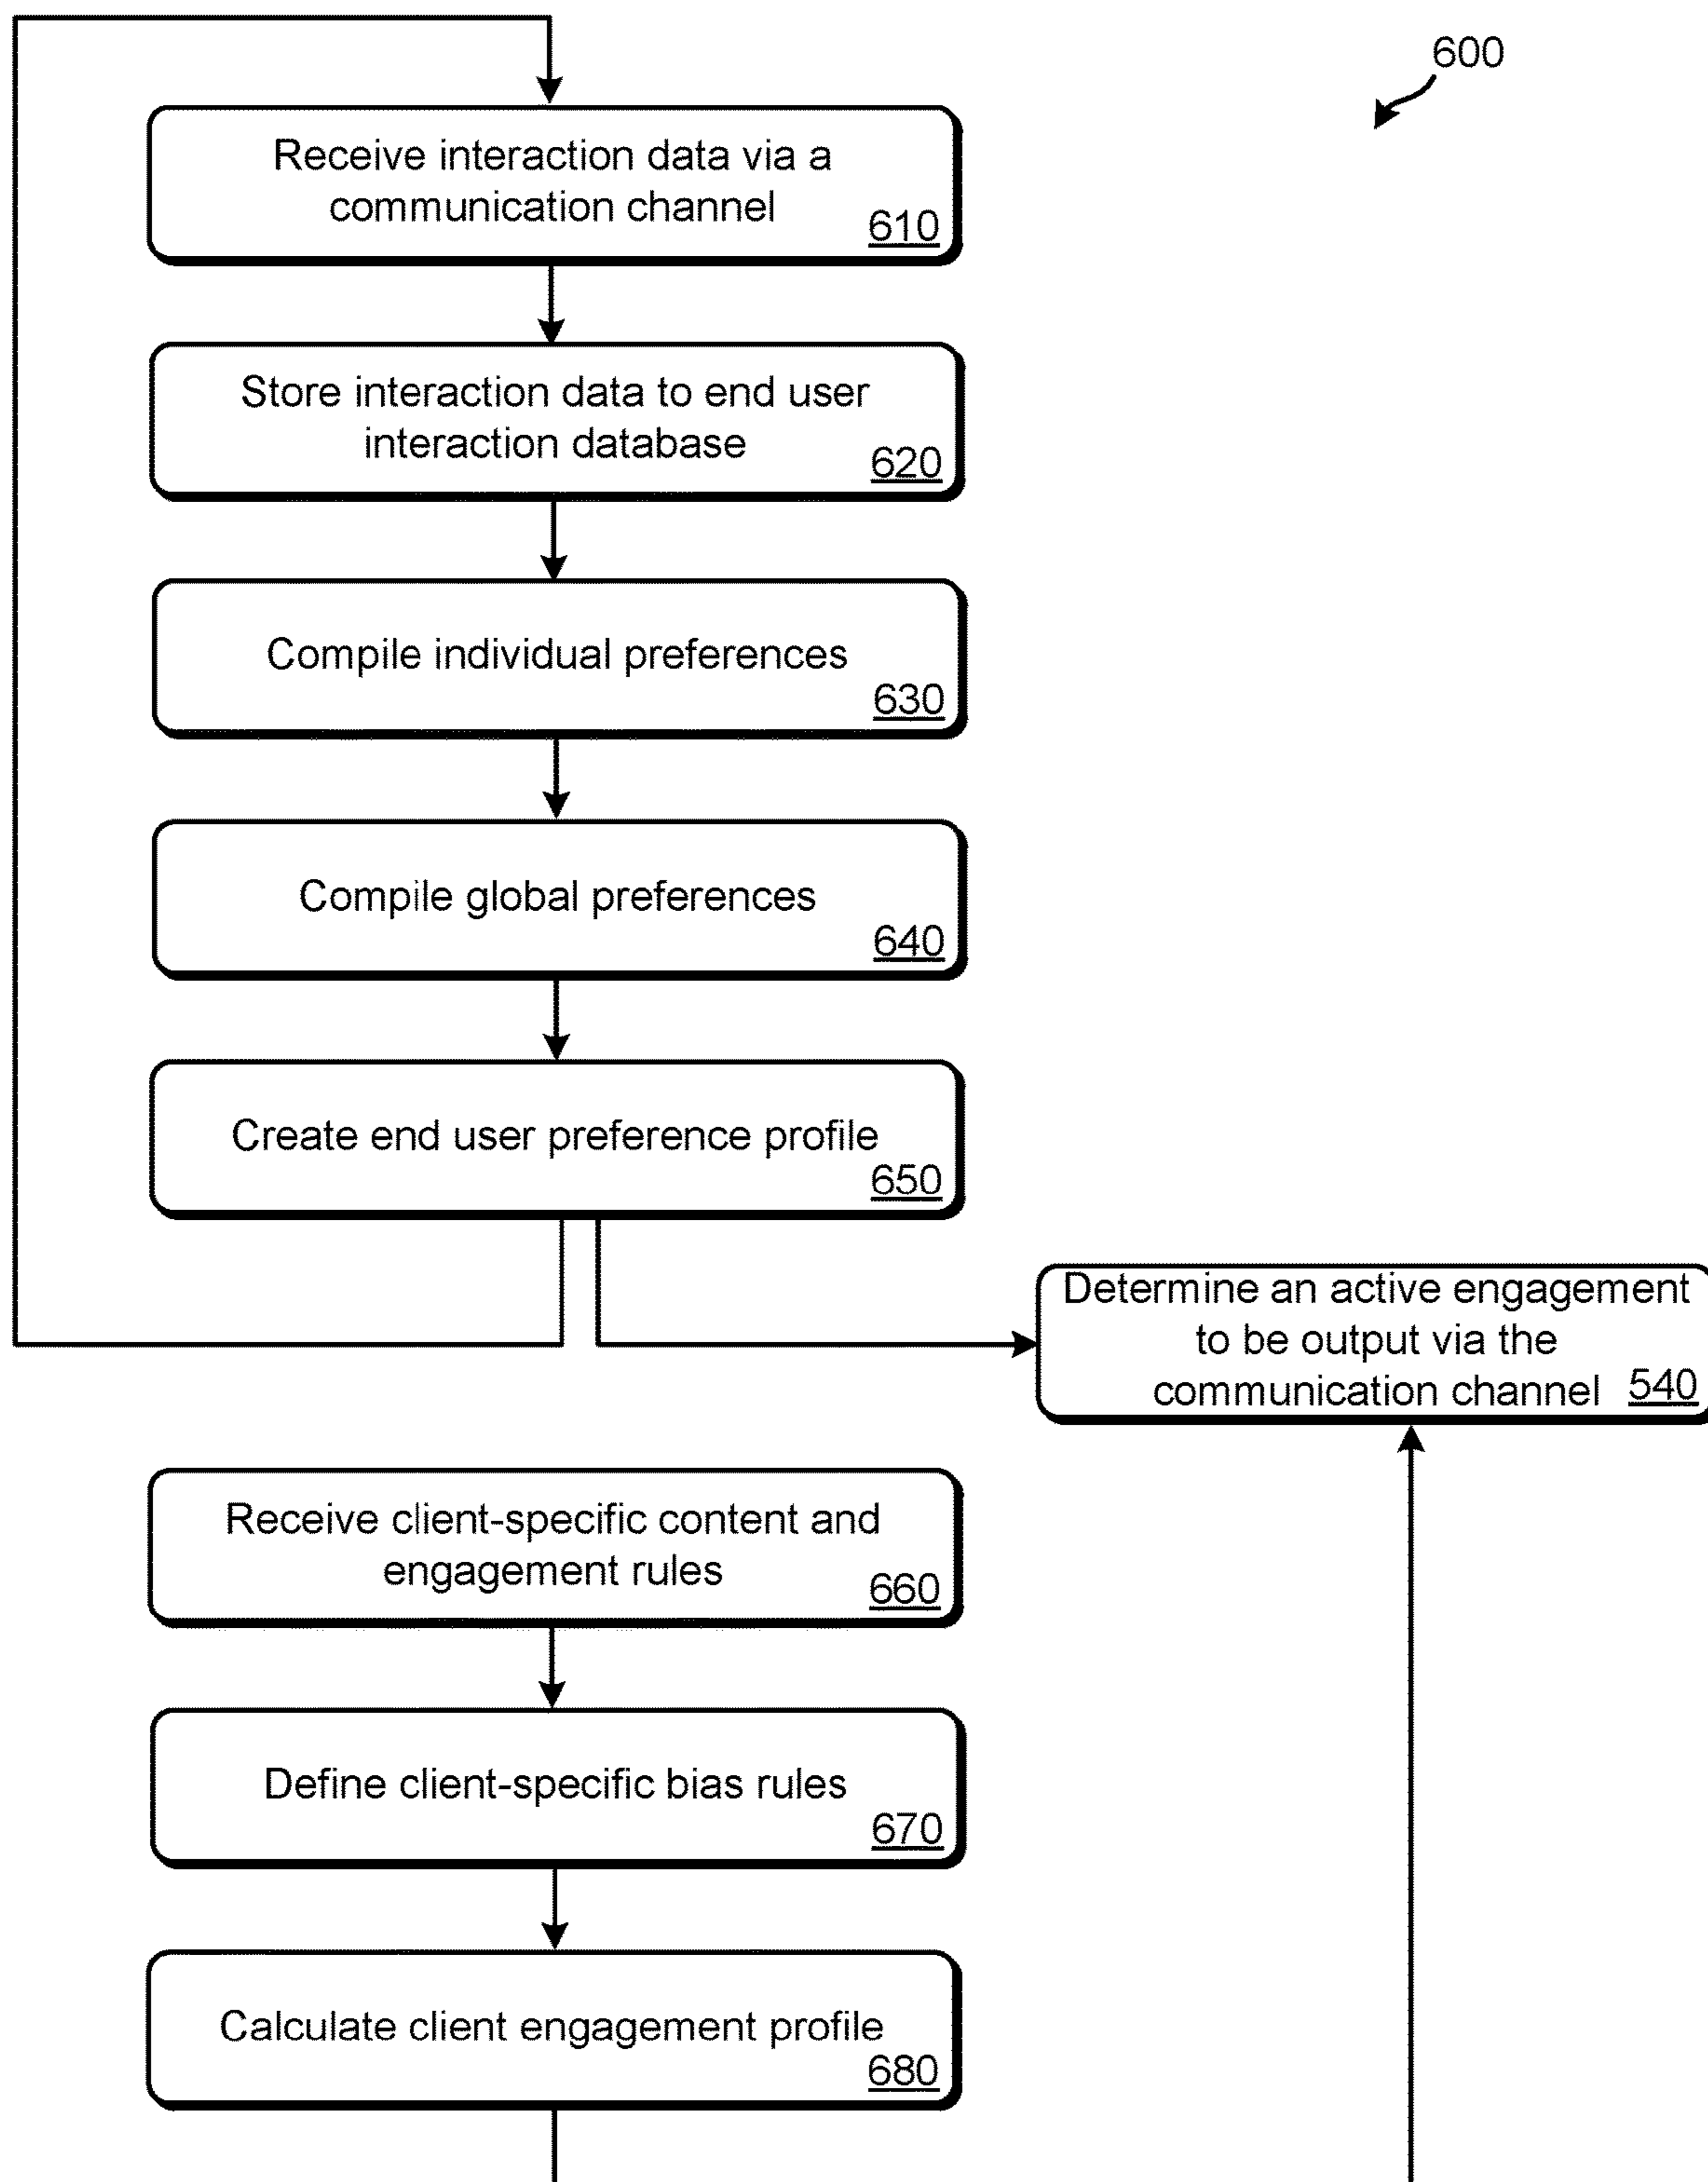 600
Receive interaction data via a
communication channel
610
Store interaction data to end user
interaction database
620
Compile individual preferences
630
Compile global preferences
640
Create end user preference profile
650
Determine an active engagement
to be output via the
communication channel 540
Receive client-specific content and
engagement rules
660
Define client-specific bias rules
670
Calculate client engagement profile
680